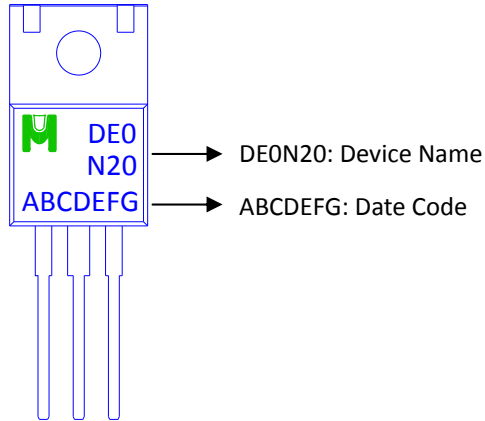 DE0
N20
ABCDEFG
DE0N20: Device Name
ABCDEFG: Date Code